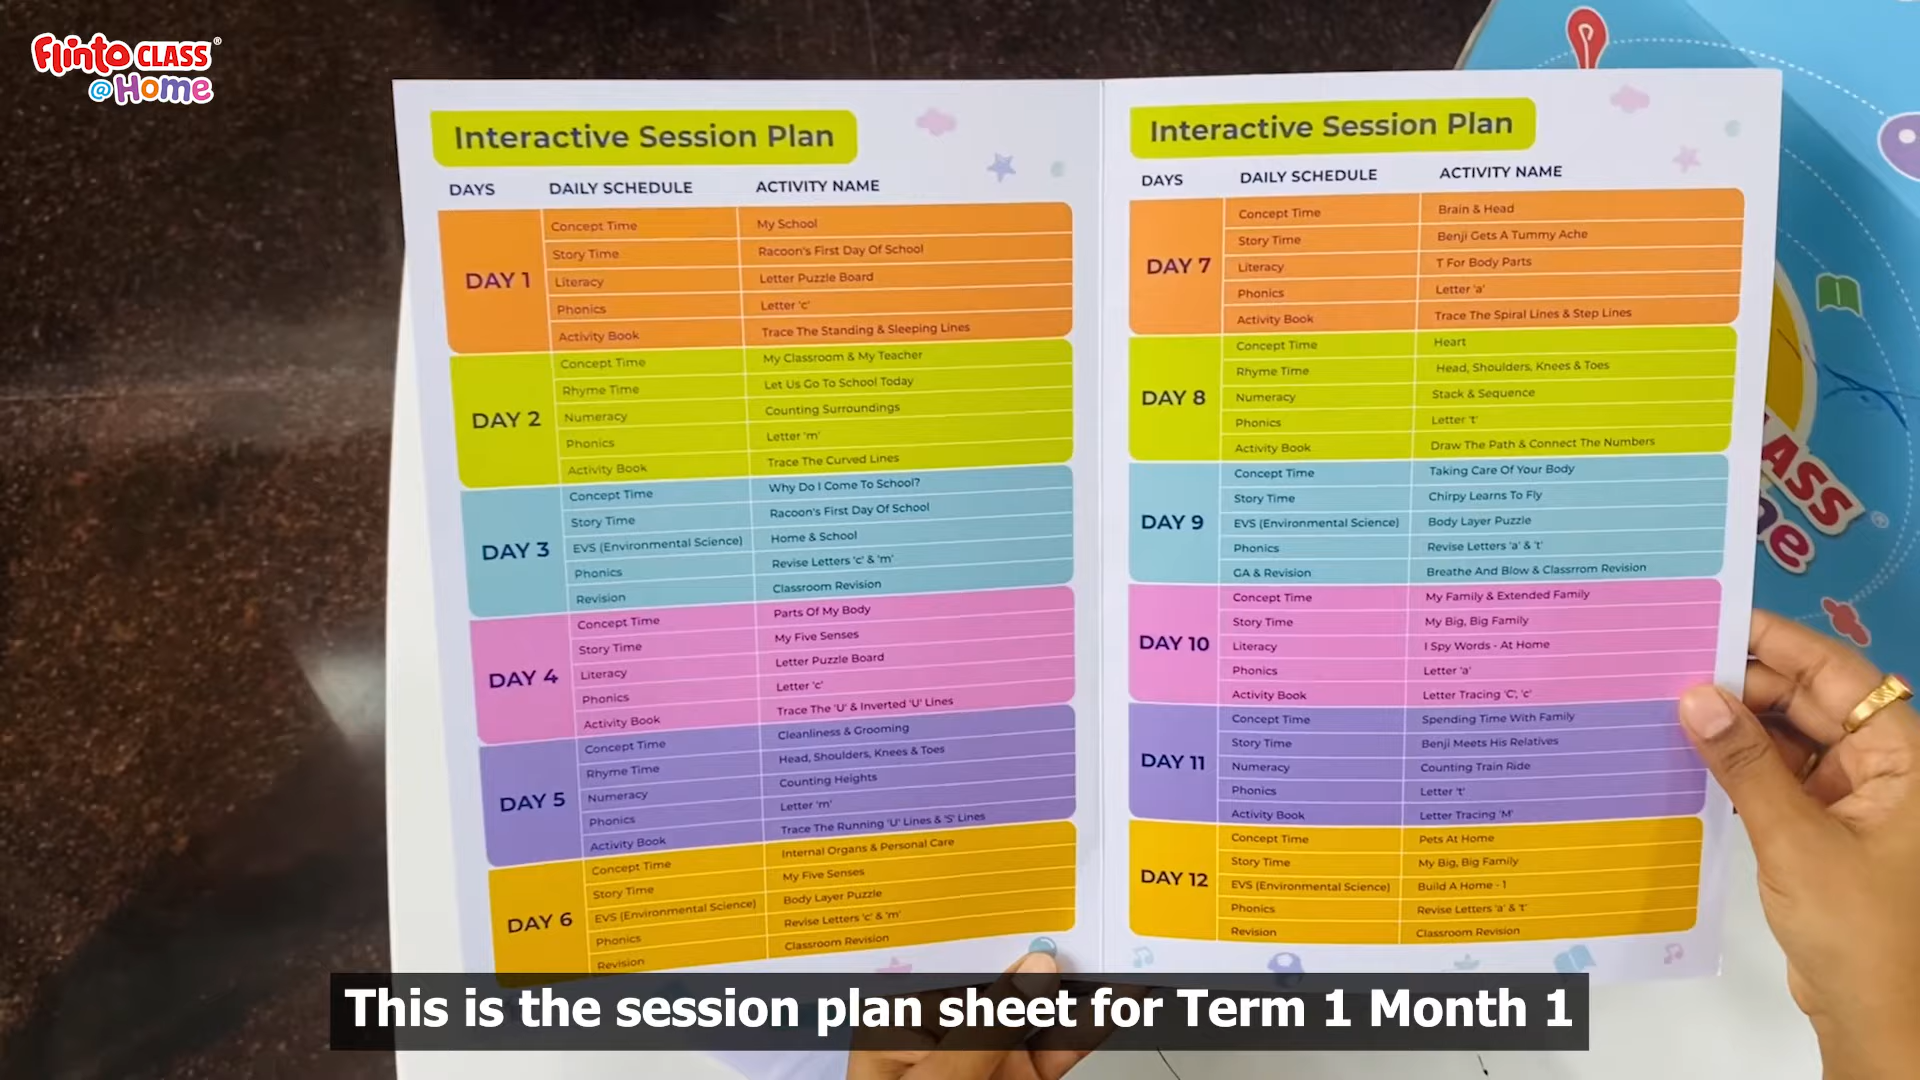 Flinto CLASS®
@Home
Interactive Session Plan
DAYS DAILY SCHEDULE ACTIVITY NAME
DAY 1
Concept Time My School
Story Time Racoon's First Day Of School
Literacy Letter Puzzle Board
Phonics Letter 'c'
Activity Book Trace The Standing & Sleeping Lines
DAY 2
Concept Time My Classroom & My Teacher
Rhyme Time Let Us Go To School Today
Numeracy Counting Surroundings
Phonics Letter 'm'
Activity Book Trace The Curved Lines
DAY 3
Concept Time Why Do I Come To School?
Story Time Racoon's First Day Of School
EVS (Environmental Science) Home & School
Phonics Revise Letters 'c' & 'm'
Revision Classroom Revision
DAY 4
Concept Time Parts Of My Body
Story Time My Five Senses
Literacy Letter Puzzle Board
Phonics Letter 'c'
Activity Book Trace The 'U' & Inverted 'U' Lines
DAY 5
Concept Time Cleanliness & Grooming
Rhyme Time Head, Shoulders, Knees & Toes
Numeracy Counting Heights
Phonics Letter 'm'
Activity Book Trace The Running 'U' Lines & 'S' Lines
DAY 6
Concept Time Internal Organs & Personal Care
Story Time My Five Senses
EVS (Environmental Science) Body Layer Puzzle
Phonics Revise Letters 'c' & 'm'
Revision Classroom Revision
Interactive Session Plan
DAYS DAILY SCHEDULE ACTIVITY NAME
DAY 7
Concept Time Brain & Head
Story Time Benji Gets A Tummy Ache
Literacy T For Body Parts
Phonics Letter 'a'
Activity Book Trace The Spiral Lines & Step Lines
DAY 8
Concept Time Heart
Rhyme Time Head, Shoulders, Knees & Toes
Numeracy Stack & Sequence
Phonics Letter 't'
Activity Book Draw The Path & Connect The Numbers
DAY 9
Concept Time Taking Care Of Your Body
Story Time Chirpy Learns To Fly
EVS (Environmental Science) Body Layer Puzzle
Phonics Revise Letters 'a' & 't'
GA & Revision Breathe And Blow & Classrrom Revision
DAY 10
Concept Time My Family & Extended Family
Story Time My Big, Big Family
Literacy I Spy Words - At Home
Phonics Letter 'a'
Activity Book Letter Tracing 'C', 'c'
DAY 11
Concept Time Spending Time With Family
Story Time Benji Meets His Relatives
Numeracy Counting Train Ride
Phonics Letter 't'
Activity Book Letter Tracing 'M'
DAY 12
Concept Time Pets At Home
Story Time My Big, Big Family
EVS (Environmental Science) Build A Home - 1
Phonics Revise Letters 'a' & 't'
Revision Classroom Revision
This is the session plan sheet for Term 1 Month 1